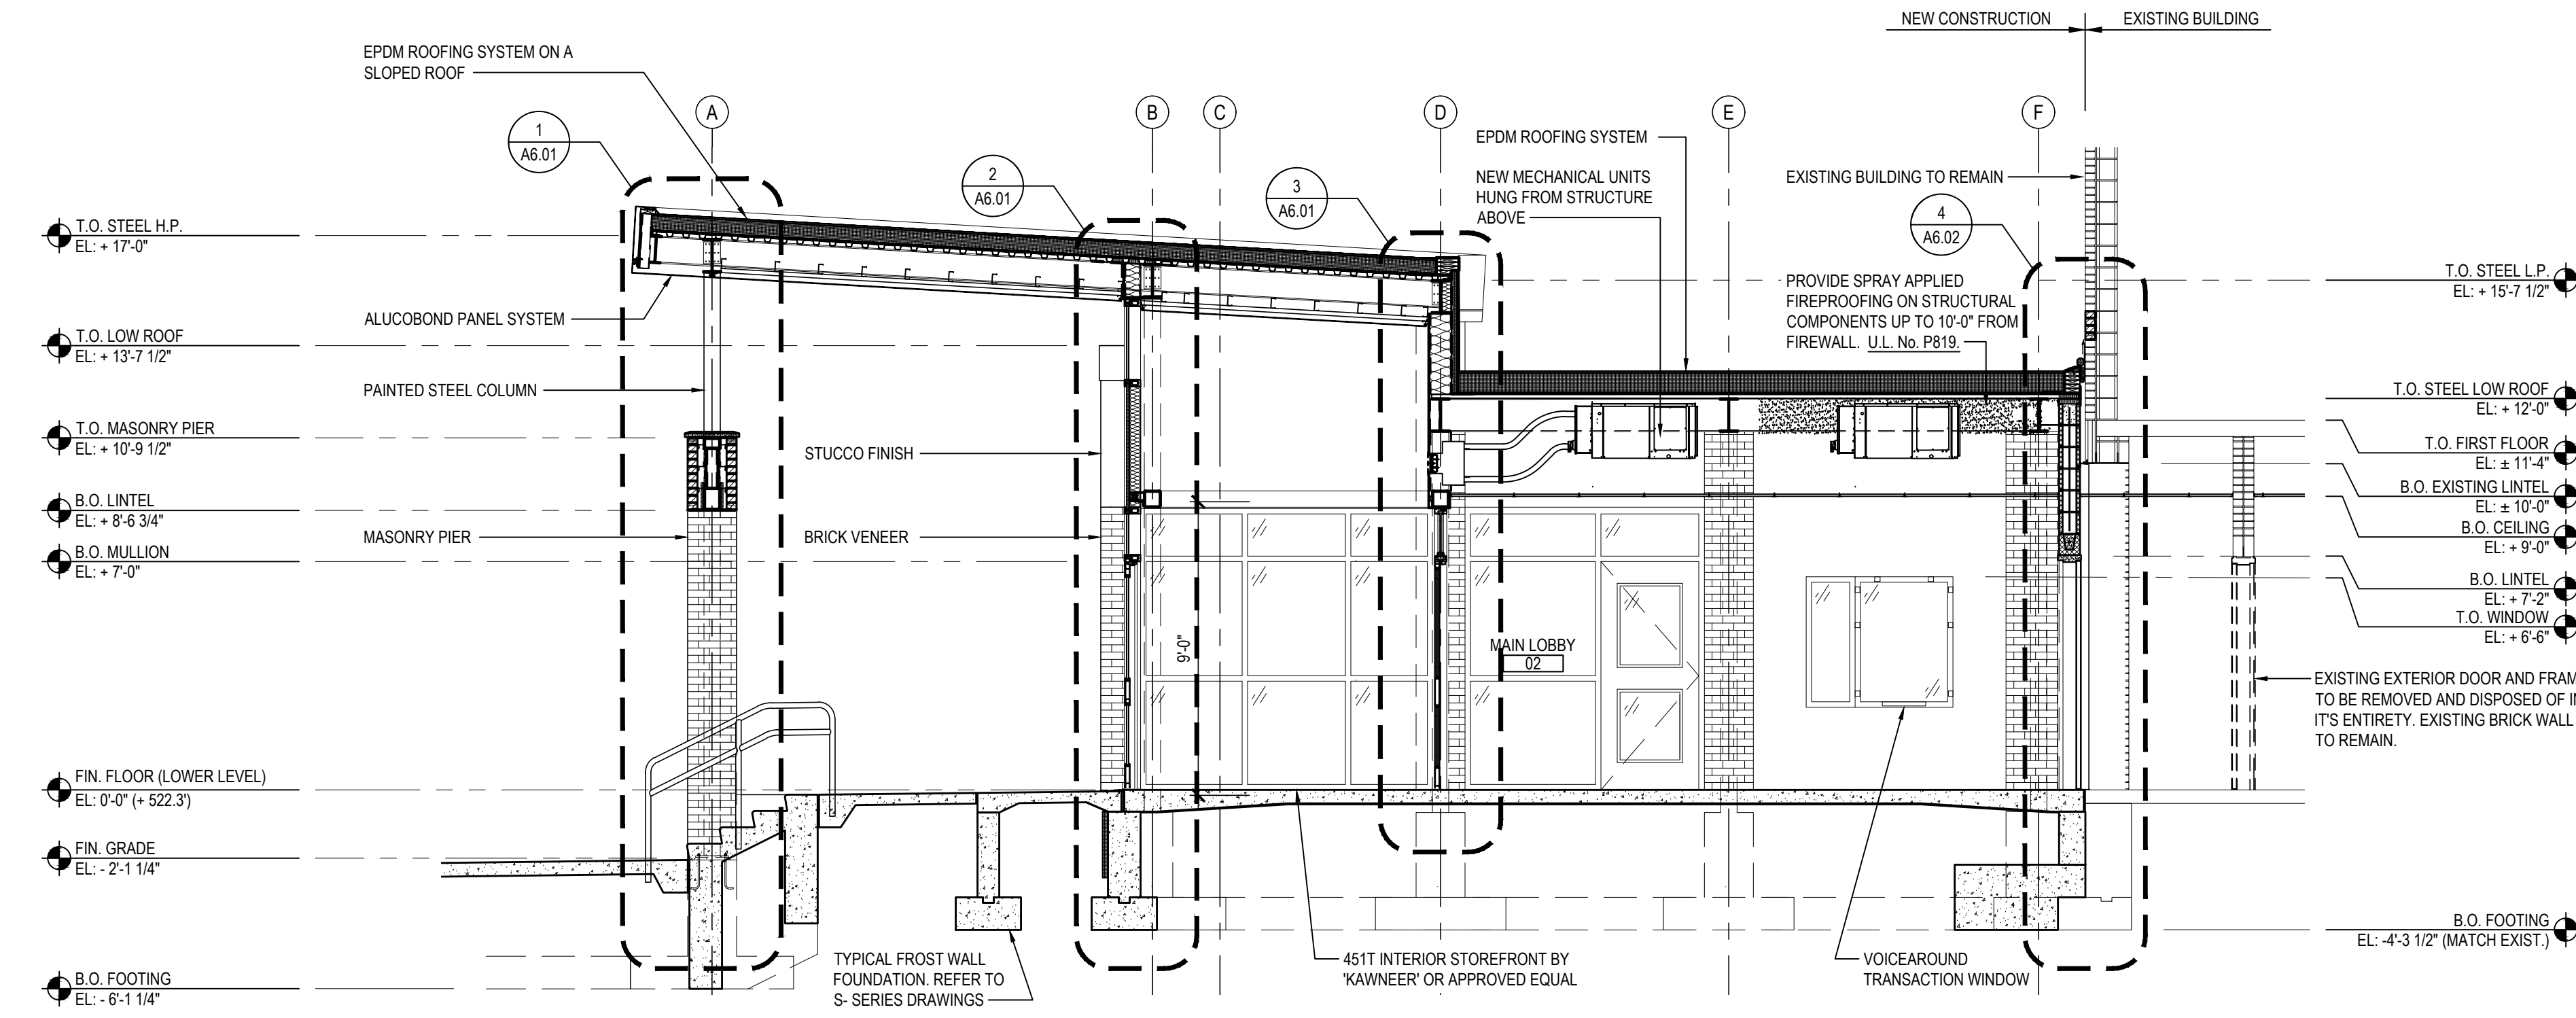 NEW CONSTRUCTION
EXISTING BUILDING
EPDM ROOFING SYSTEM ON A
SLOPED ROOF
A
B
C
D
E
F
1
A6.01
2
A6.01
3
A6.01
4
A6.02
EPDM ROOFING SYSTEM
NEW MECHANICAL UNITS
HUNG FROM STRUCTURE
ABOVE
EXISTING BUILDING TO REMAIN
PROVIDE SPRAY APPLIED
FIREPROOFING ON STRUCTURAL
COMPONENTS UP TO 10'-0" FROM
FIREWALL. U.L. No. P819.
T.O. STEEL H.P.
EL: + 17'-0"
T.O. LOW ROOF
EL: + 13'-7 1/2"
T.O. MASONRY PIER
EL: + 10'-9 1/2"
B.O. LINTEL
EL: + 8'-6 3/4"
B.O. MULLION
EL: + 7'-0"
FIN. FLOOR (LOWER LEVEL)
EL: 0'-0" (+ 522.3')
FIN. GRADE
EL: - 2'-1 1/4"
B.O. FOOTING
EL: - 6'-1 1/4"
ALUCOBOND PANEL SYSTEM
PAINTED STEEL COLUMN
MASONRY PIER
STUCCO FINISH
BRICK VENEER
9'-0"
MAIN LOBBY
02
TYPICAL FROST WALL
FOUNDATION. REFER TO
S- SERIES DRAWINGS
451T INTERIOR STOREFRONT BY
'KAWNEER' OR APPROVED EQUAL
VOICEAROUND
TRANSACTION WINDOW
T.O. STEEL L.P.
EL: + 15'-7 1/2"
T.O. STEEL LOW ROOF
EL: + 12'-0"
T.O. FIRST FLOOR
EL: ± 11'-4"
B.O. EXISTING LINTEL
EL: ± 10'-0"
B.O. CEILING
EL: + 9'-0"
B.O. LINTEL
EL: + 7'-2"
T.O. WINDOW
EL: + 6'-6"
EXISTING EXTERIOR DOOR AND
TO BE REMOVED AND DISPOSED OF
IT'S ENTIRETY. EXISTING BRICK WALL
TO REMAIN.
B.O. FOOTING
EL: -4'-3 1/2" (MATCH EXIST.)